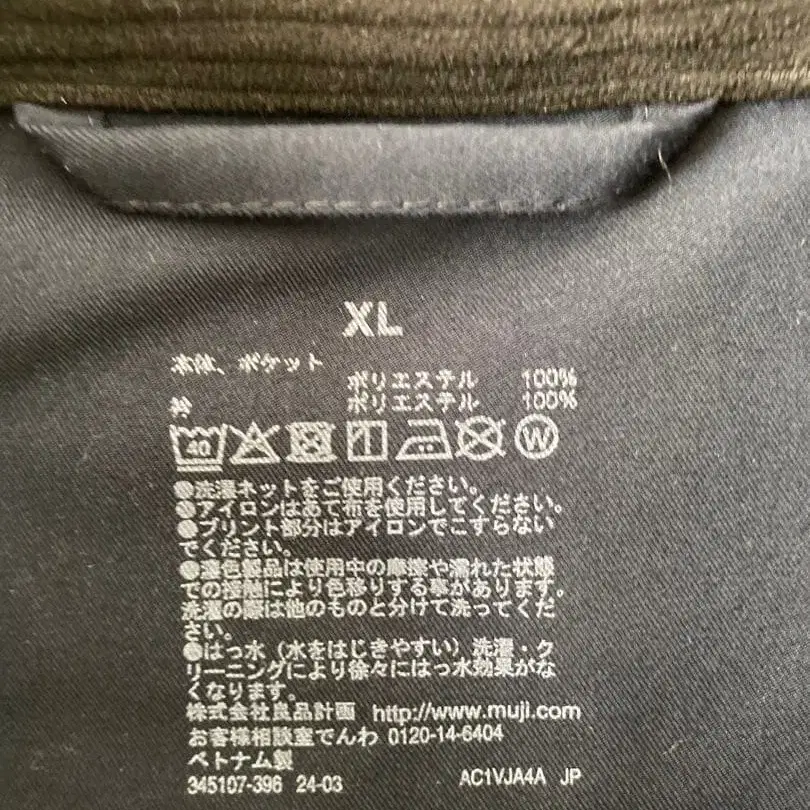 XL
本体、ポケット
ポリエステル 100%
衿 ポリエステル 100%
40 W
●洗濯ネットをご使用ください。
●アイロンはあて布を使用してください。
●プリント部分はアイロンでこすらない
でください。
●濃色製品は使用中の摩擦や濡れた状態
での接触により色移りする事があります。
洗濯の際は他のものと分けて洗ってくだ
さい。
●はっ水（水をはじきやすい）洗濯・ク
リーニングにより徐々にはっ水効果がな
くなります。
株式会社良品計画 http://www.muji.com
お客様相談室でんわ 0120-14-6404
ベトナム製
345107-396 24-03 AC1VJA4A JP